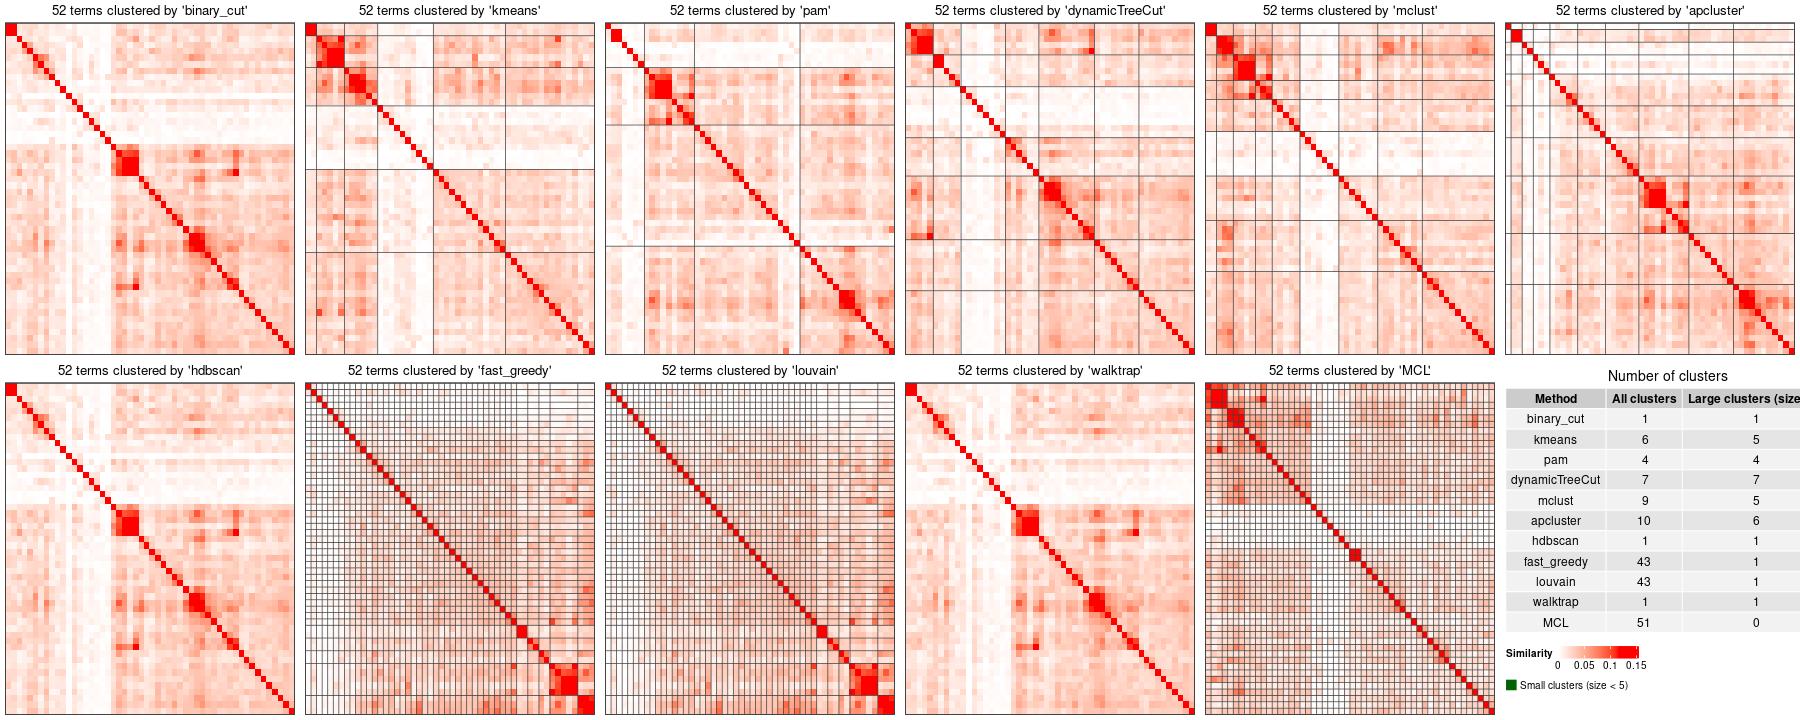 52 terms clustered by 'binary_cut'
52 terms clustered by 'kmeans'
52 terms clustered by 'pam'
52 terms clustered by 'dynamicTreeCut'
52 terms clustered by 'mclust'
52 terms clustered by 'apcluster'
52 terms clustered by 'hdbscan'
52 terms clustered by 'fast_greedy'
52 terms clustered by 'louvain'
52 terms clustered by 'walktrap'
52 terms clustered by 'MCL'
Number of clusters
Method All clusters Large clusters (size
binary_cut 1 1
kmeans 6 5
pam 4 4
dynamicTreeCut 7 7
mclust 9 5
apcluster 10 6
hdbscan 1 1
fast_greedy 43 1
louvain 43 1
walktrap 1 1
MCL 51 0
Similarity
0 0.05 0.1 0.15
Small clusters (size < 5)